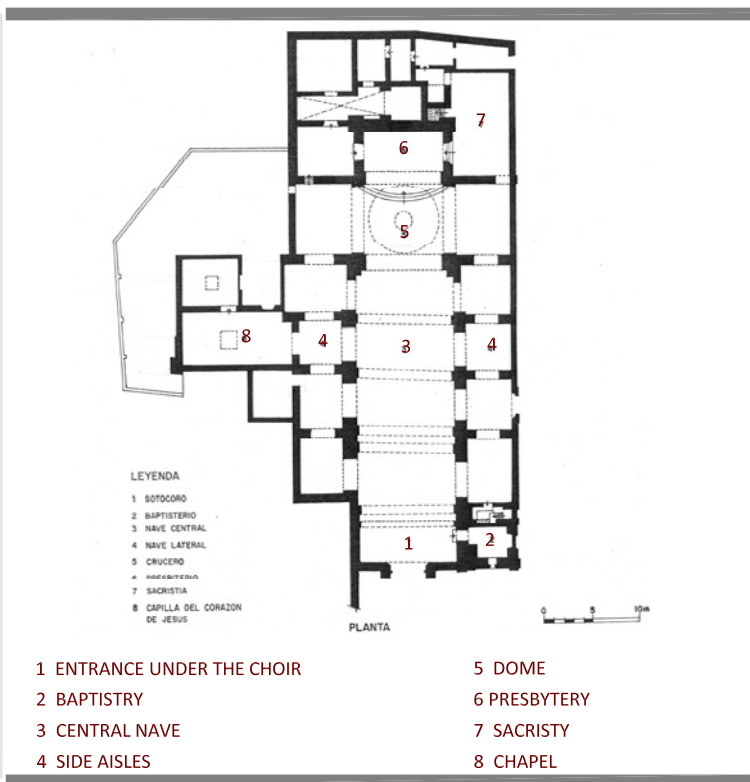 7
6
5
8
4
3
4
LEYENDA
1 SOTOCORO
2 BAPTISTERIO
3 NAVE CENTRAL
4 NAVE LATERAL
5 CRUCERO
6 PRESBITERIO
7 SACRISTIA
8 CAPILLA DEL CORAZON
DE JESUS
1
2
PLANTA
0 5 10m
1 ENTRANCE UNDER THE CHOIR
2 BAPTISTRY
3 CENTRAL NAVE
4 SIDE AISLES
5 DOME
6 PRESBYTERY
7 SACRISTY
8 CHAPEL